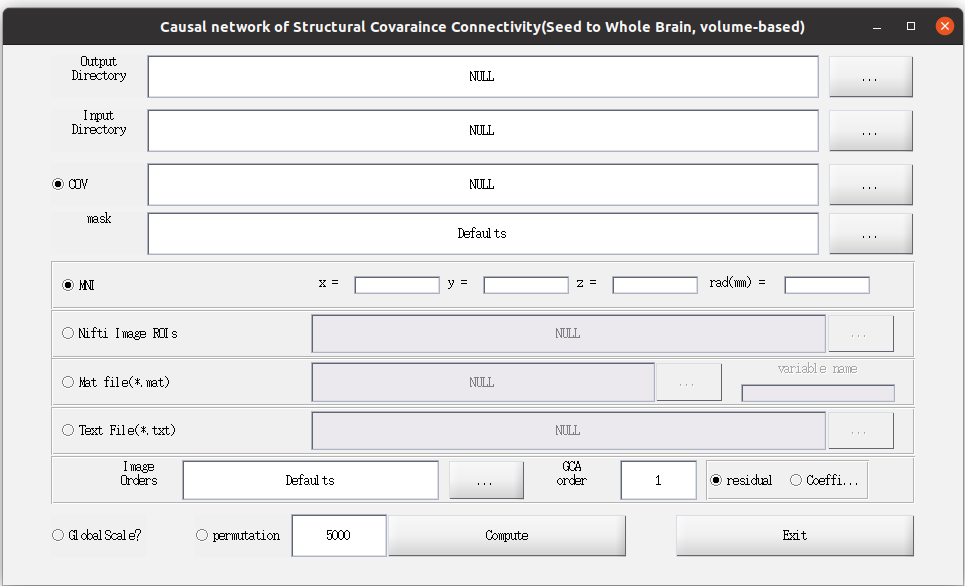 Causal network of Structural Covaraince Connectivity(Seed to Whole Brain, volume-based)
Output
Directory
NULL
...
Input
Directory
NULL
...
COV
NULL
...
mask
Defaults
...
MNI
x =
y =
z =
rad(mm) =
Nifti Image ROIs
NULL
...
Mat file(*.mat)
NULL
...
variable name
Text File(*.txt)
NULL
...
Image
Orders
Defaults
...
GCA
order
1
residual
Coeffi...
GlobalScale?
permutation
5000
Compute
Exit